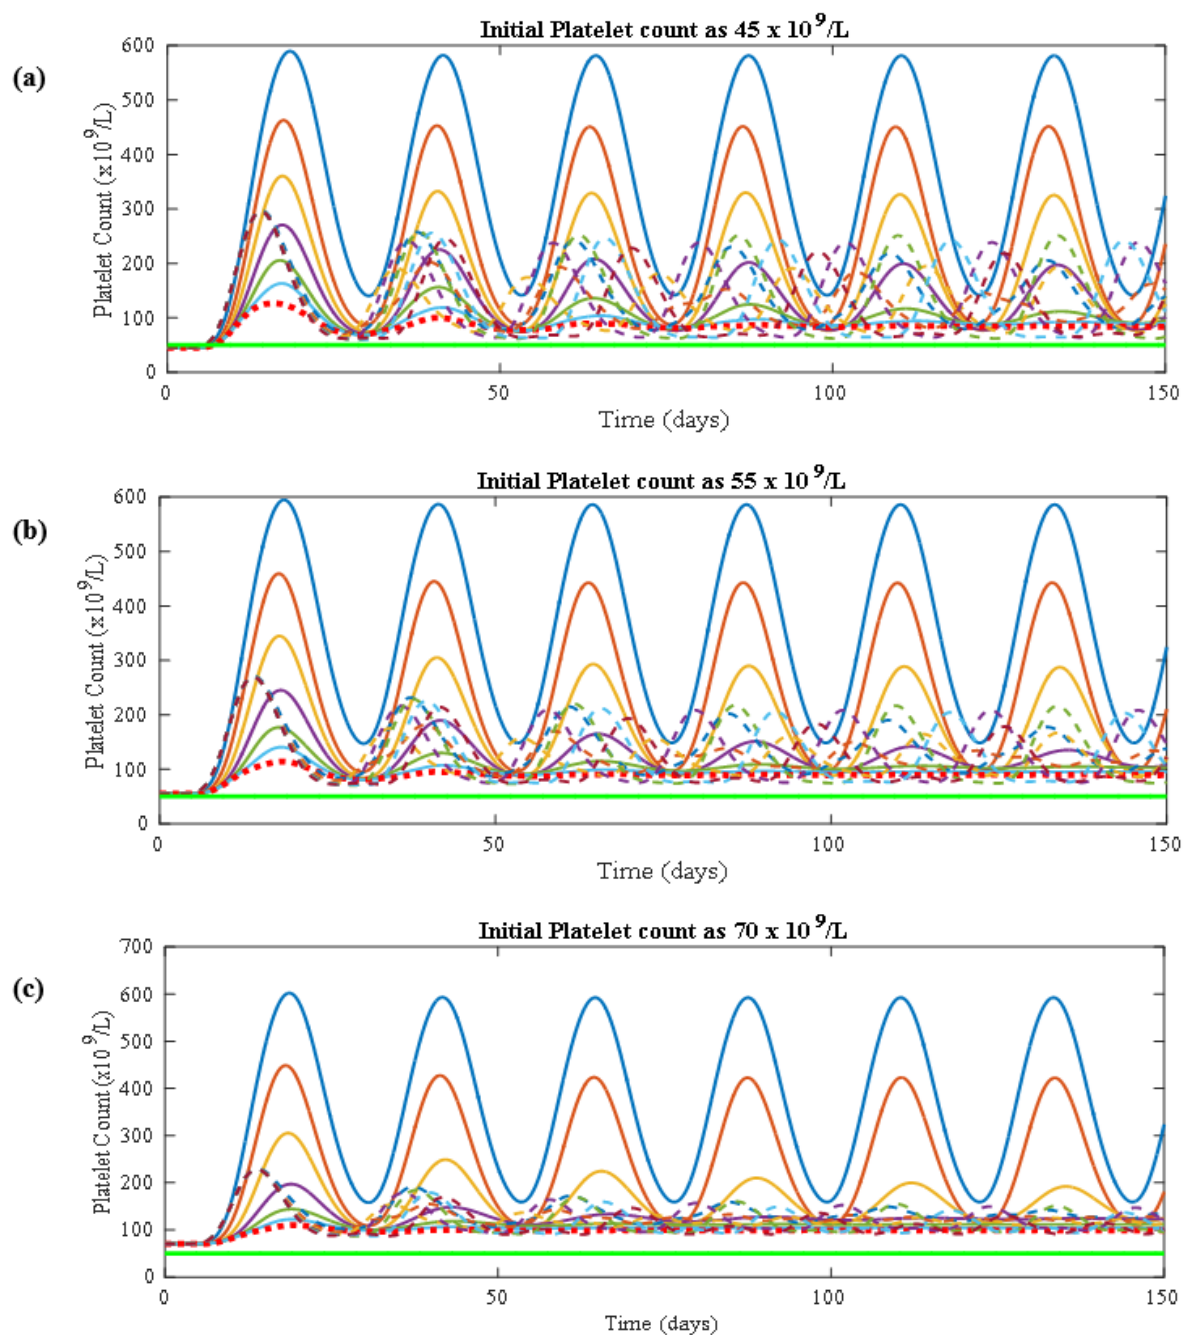 Initial Platelet count as 45 x 10⁹/L
(a)
Platelet Count (x10⁹/L)
600
500
400
300
200
100
0
0 50 100 150
Time (days)
Initial Platelet count as 55 x 10⁹/L
(b)
Platelet Count (x10⁹/L)
600
500
400
300
200
100
0
0 50 100 150
Time (days)
Initial Platelet count as 70 x 10⁹/L
(c)
Platelet Count (x10⁹/L)
700
600
500
400
300
200
100
0
0 50 100 150
Time (days)